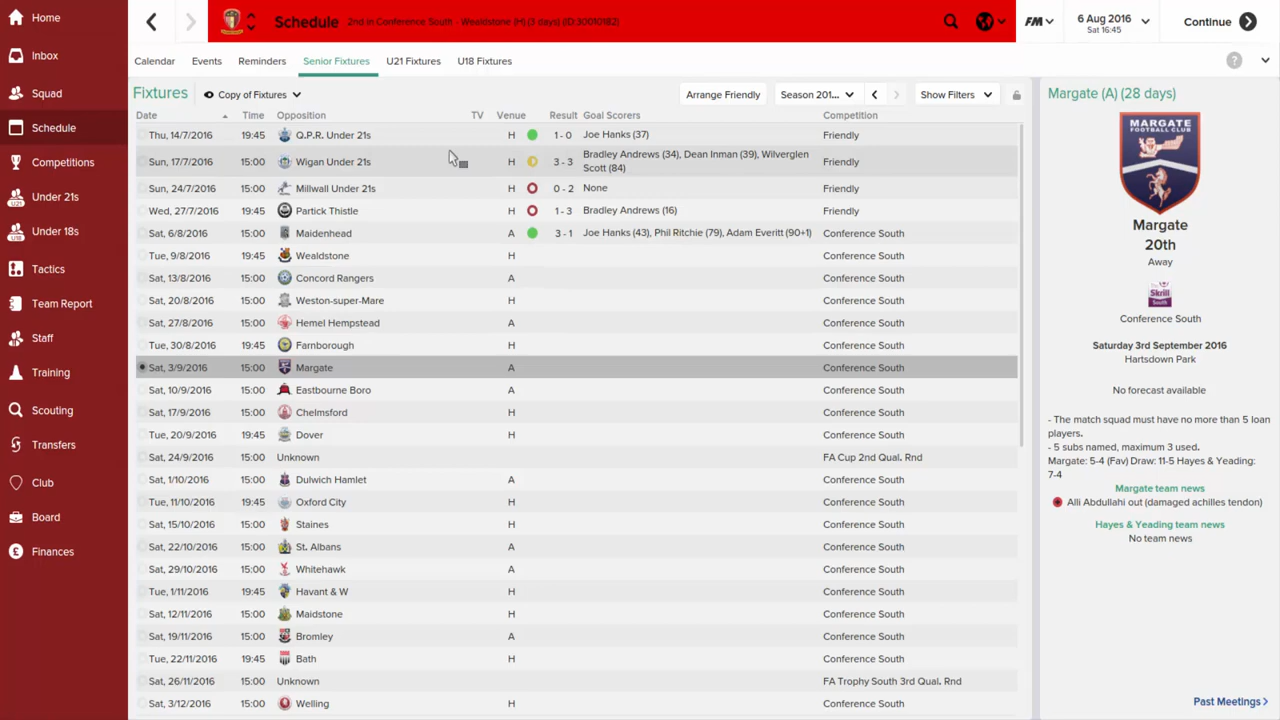 Home
Schedule 2nd in Conference South - Wealdstone (H) (3 days) (ID:30010182)
FM
6 Aug 2016
Sat 16:45
Continue
Inbox
Squad
Schedule
Competitions
Under 21s
Under 18s
Tactics
Team Report
Staff
Training
Scouting
Transfers
Club
Board
Finances
Calendar Events Reminders Senior Fixtures U21 Fixtures U18 Fixtures
Fixtures Copy of Fixtures Arrange Friendly Season 201... Show Filters
Date Time Opposition TV Venue Result Goal Scorers Competition
Thu, 14/7/2016 19:45 Q.P.R. Under 21s H 1 - 0 Joe Hanks (37) Friendly
Sun, 17/7/2016 15:00 Wigan Under 21s H 3 - 3 Bradley Andrews (34), Dean Inman (39), Wilverglen Scott (84) Friendly
Sun, 24/7/2016 15:00 Millwall Under 21s H 0 - 2 None Friendly
Wed, 27/7/2016 19:45 Partick Thistle H 1 - 3 Bradley Andrews (16) Friendly
Sat, 6/8/2016 15:00 Maidenhead A 3 - 1 Joe Hanks (43), Phil Ritchie (79), Adam Everitt (90+1) Conference South
Tue, 9/8/2016 19:45 Wealdstone H Conference South
Sat, 13/8/2016 15:00 Concord Rangers A Conference South
Sat, 20/8/2016 15:00 Weston-super-Mare H Conference South
Sat, 27/8/2016 15:00 Hemel Hempstead A Conference South
Tue, 30/8/2016 19:45 Farnborough H Conference South
Sat, 3/9/2016 15:00 Margate A Conference South
Sat, 10/9/2016 15:00 Eastbourne Boro A Conference South
Sat, 17/9/2016 15:00 Chelmsford H Conference South
Tue, 20/9/2016 19:45 Dover H Conference South
Sat, 24/9/2016 15:00 Unknown FA Cup 2nd Qual. Rnd
Sat, 1/10/2016 15:00 Dulwich Hamlet A Conference South
Tue, 11/10/2016 19:45 Oxford City H Conference South
Sat, 15/10/2016 15:00 Staines H Conference South
Sat, 22/10/2016 15:00 St. Albans A Conference South
Sat, 29/10/2016 15:00 Whitehawk A Conference South
Tue, 1/11/2016 19:45 Havant & W H Conference South
Sat, 12/11/2016 15:00 Maidstone H Conference South
Sat, 19/11/2016 15:00 Bromley A Conference South
Tue, 22/11/2016 19:45 Bath H Conference South
Sat, 26/11/2016 15:00 Unknown FA Trophy South 3rd Qual. Rnd
Sat, 3/12/2016 15:00 Welling H Conference South
Margate (A) (28 days)
MARGATE
FOOTBALL CLUB
Margate
20th
Away
Skrill
South
Conference South
Saturday 3rd September 2016
Hartsdown Park
No forecast available
- The match squad must have no more than 5 loan
players.
- 5 subs named, maximum 3 used.
Margate: 5-4 (Fav) Draw: 11-5 Hayes & Yeading:
7-4
Margate team news
Alli Abdullahi out (damaged achilles tendon)
Hayes & Yeading team news
No team news
Past Meetings >